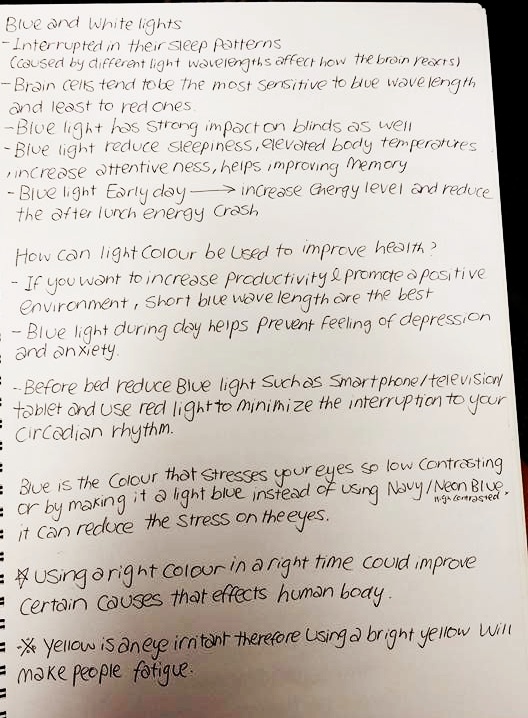 Blue and White lights
- Interrupted in their sleep patterns
(caused by different light wavelengths affect how the brain reacts)
- Brain cells tend to be the most sensitive to blue wave length
and least to red ones.
- Blue light has strong impact on blinds as well
- Blue light reduce sleepiness, elevated body temperatures
, increase attentive ness, helps improving memory
- Blue light Early day → increase energy level and reduce
the after lunch energy crash
How can light colour be used to improve health?
- If you want to increase productivity & promote a positive
environment, short blue wave length are the best
- Blue light during day helps prevent feeling of depression
and anxiety.
- Before bed reduce Blue light such as smartphone/television/
tablet and use red light to minimize the interruption to your
circadian rhythm.
Blue is the colour that stresses your eyes so low contrasting
or by making it a light blue instead of using Navy/Neon Blue,
high contrasted
it can reduce the stress on the eyes.
☆ using a right colour in a right time could improve
certain causes that effects human body.
-※ Yellow is an eye irritant therefore using a bright yellow will
make people fatigue.